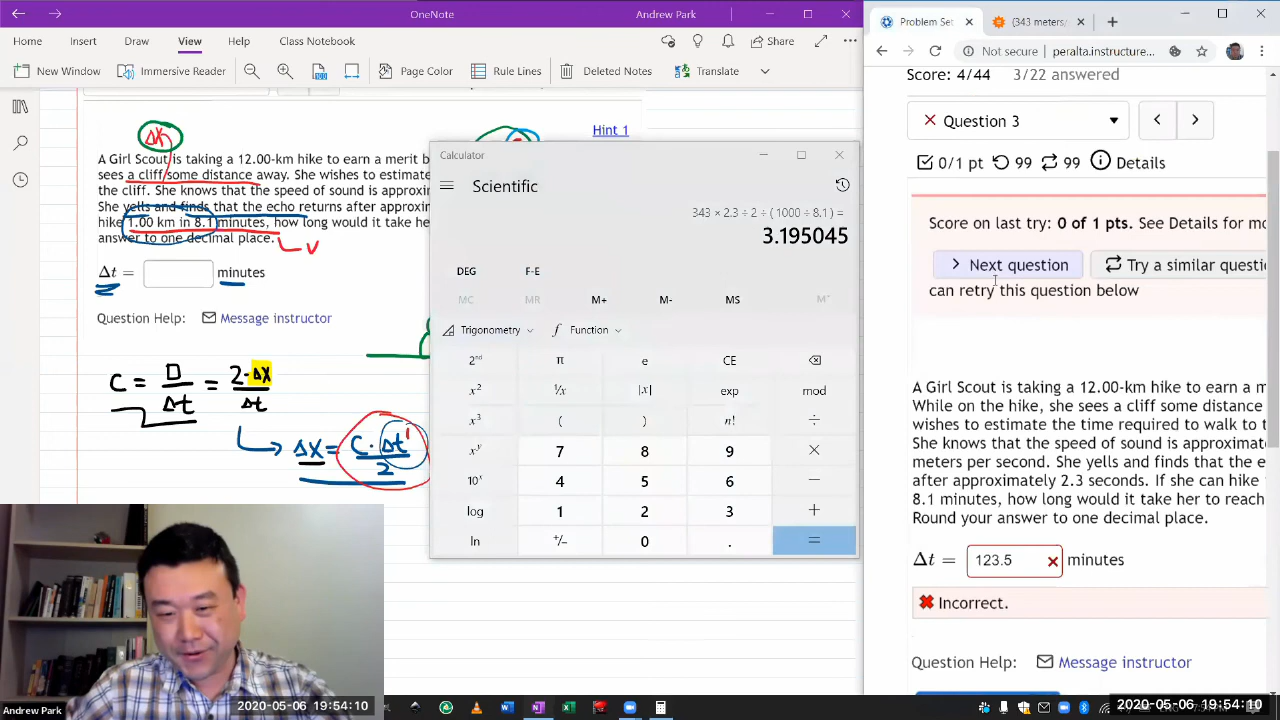 OneNote
Andrew Park
Home
Insert
Draw
View
Help
Class Notebook
Share
New Window
Immersive Reader
Page Color
Rule Lines
Deleted Notes
Translate
Hint 1
Δx
A Girl Scout is taking a 12.00-km hike to earn a merit b
sees a cliff some distance away. She wishes to estimate
the cliff. She knows that the speed of sound is approxin
She yells and finds that the echo returns after approxima
hike 1.00 km in 8.1 minutes, how long would it take he
answer to one decimal place.
v
Δt =
minutes
Question Help:
Message instructor
C = D/Δt = 2·Δx/Δt
Δx = C·Δt'/2
Calculator
Scientific
343 × 2.3 ÷ 2 ÷ ( 1000 ÷ 8.1 ) =
3.195045
DEG
F-E
MC
MR
M+
M-
MS
M˅
Trigonometry
Function
2nd
π
e
CE
x²
¹/x
|x|
exp
mod
x³
(
)
n!
÷
xʸ
7
8
9
×
10ˣ
4
5
6
−
log
1
2
3
+
ln
⁺/₋
0
.
=
Problem Set
(343 meters/
Not secure
peralta.instructure...
Score: 4/44
3/22 answered
Question 3
0/1 pt
99
99
Details
Score on last try: 0 of 1 pts. See Details for mo
Next question
Try a similar questi
can retry this question below
A Girl Scout is taking a 12.00-km hike to earn a m
While on the hike, she sees a cliff some distance
wishes to estimate the time required to walk to t
She knows that the speed of sound is approximat
meters per second. She yells and finds that the e
after approximately 2.3 seconds. If she can hike
8.1 minutes, how long would it take her to reach
Round your answer to one decimal place.
Δt =
123.5
minutes
Incorrect.
Question Help:
Message instructor
Andrew Park
2020-05-06 19:54:10
2020-05-06 19:54:10